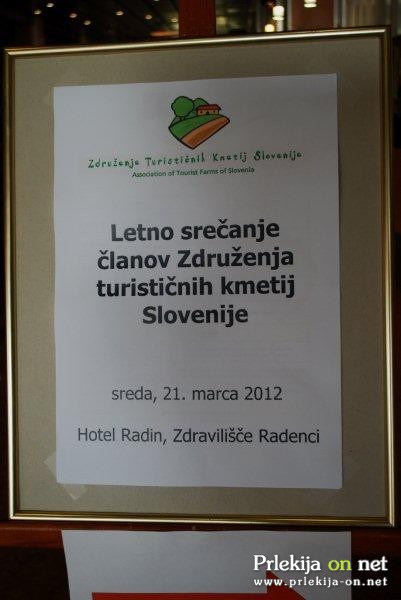 Združenje Turističnih Kmetij Slovenije
Association of Tourist Farms of Slovenia
Letno srečanje
članov Združenja
turističnih kmetij
Slovenije
sreda, 21. marca 2012
Hotel Radin, Zdravilišče Radenci
Prlekija on net
www.prlekija-on.net